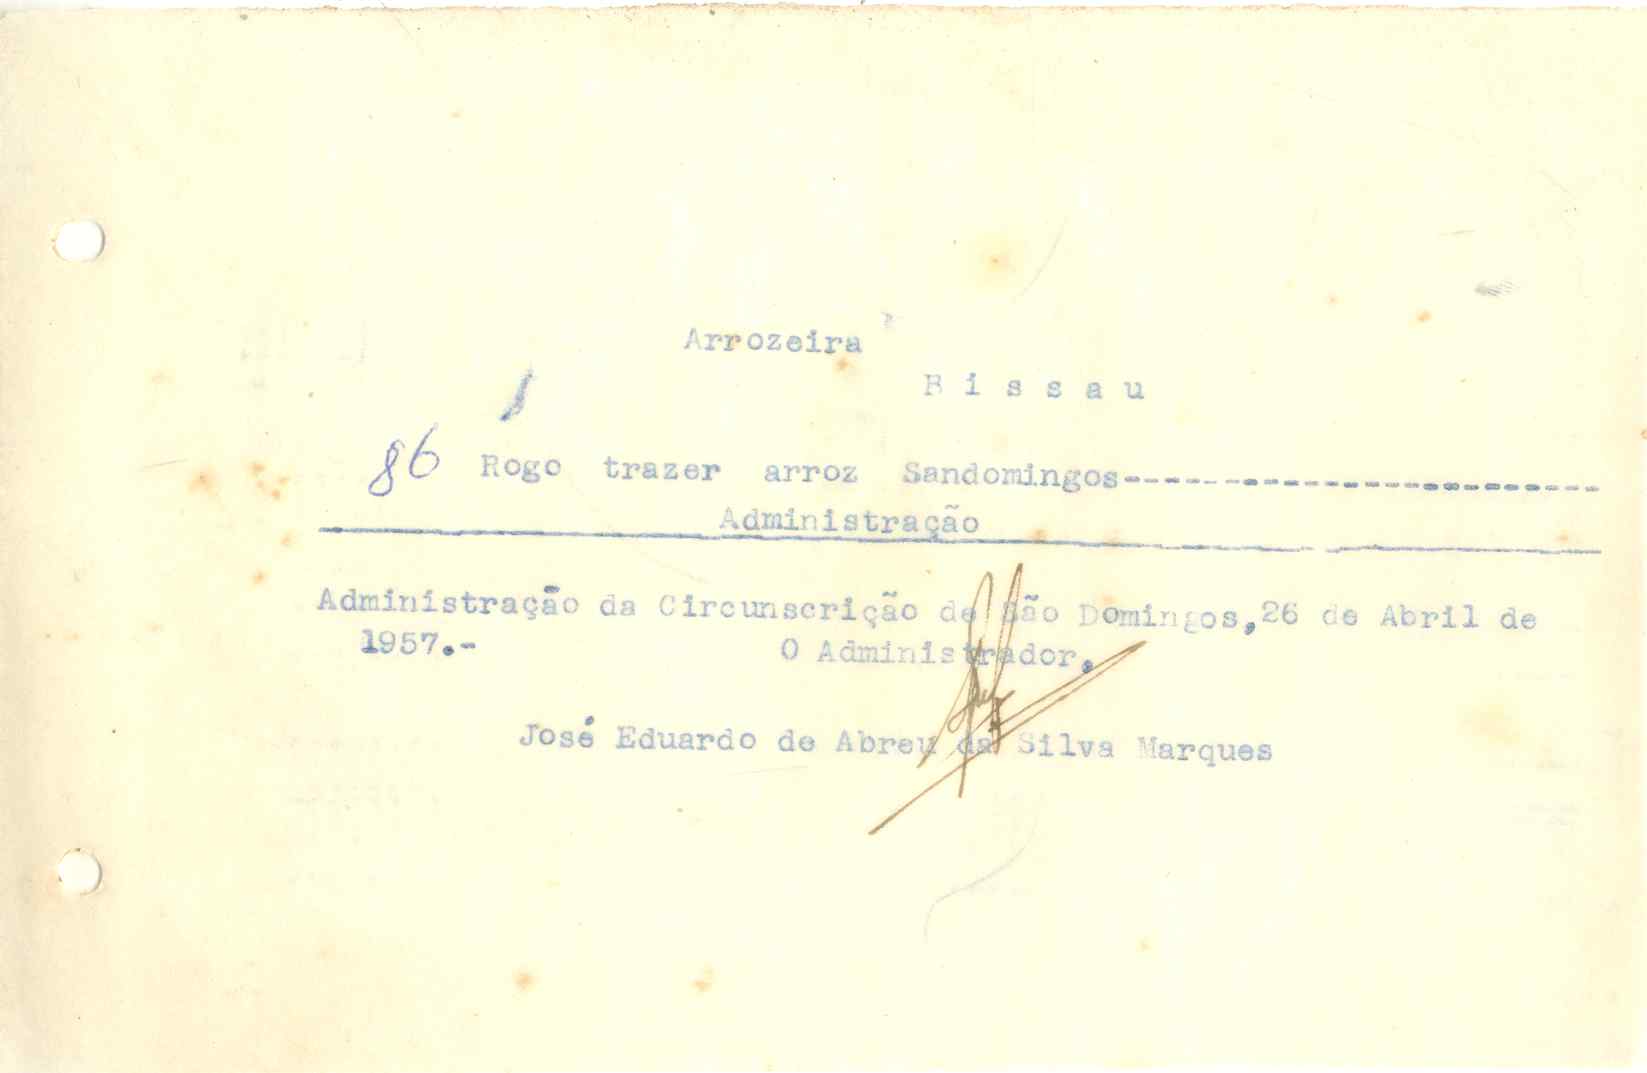 Arrozeira
B i s s a u
86 Rogo trazer arroz Sandomingos------------------------
Administração
Administração da Circunscrição de São Domingos,26 de Abril de
1957.- O Administrador,
José Eduardo de Abreu da Silva Marques